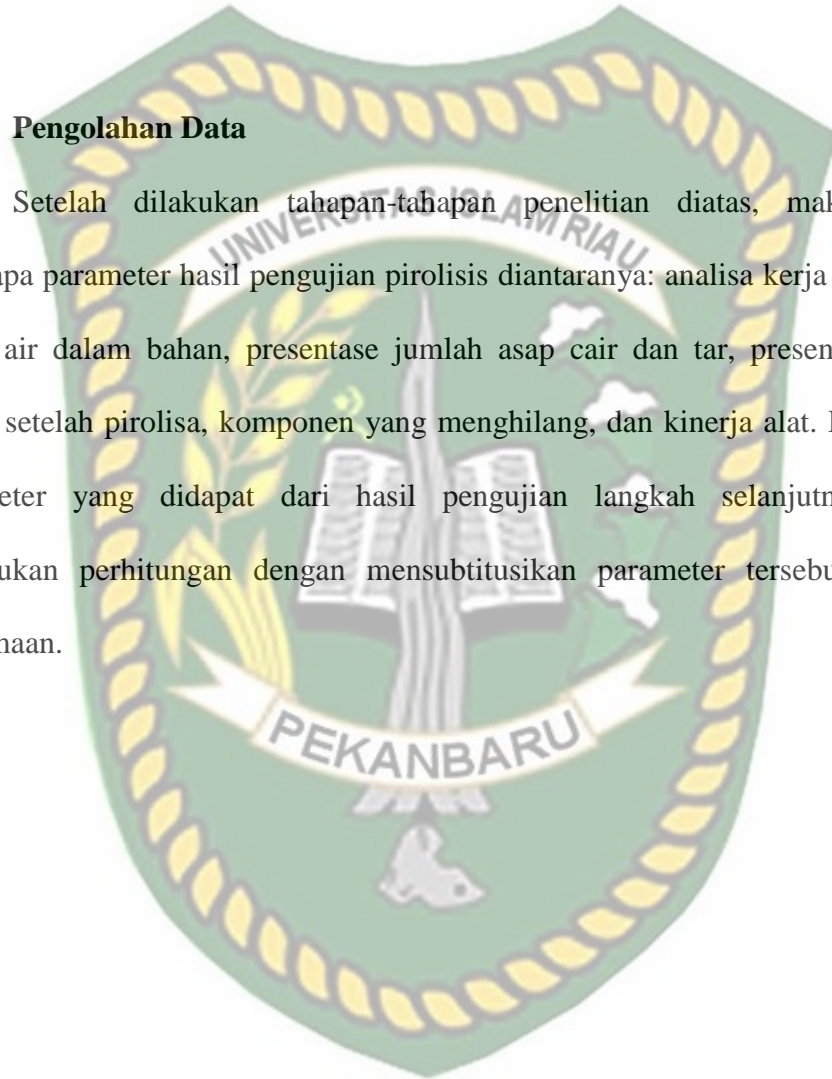 Pengolahan Data
Setelah dilakukan tahapan-tahapan penelitian diatas, mak
apa parameter hasil pengujian pirolisis diantaranya: analisa kerja
air dalam bahan, presentase jumlah asap cair dan tar, presen
setelah pirolisa, komponen yang menghilang, dan kinerja alat.
eter yang didapat dari hasil pengujian langkah selanjutn
ukan perhitungan dengan mensubtitusikan parameter tersebu
naan.
UNIVERSITAS ISLAM RIAU
PEKANBARU